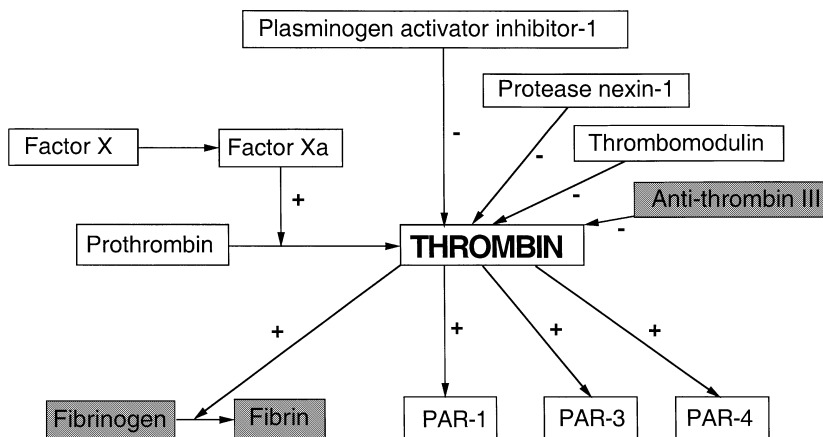 Plasminogen activator inhibitor-1
Protease nexin-1
Factor X
Factor Xa
Thrombomodulin
-
-
-
+
Anti-thrombin III
Prothrombin
THROMBIN
-
+
+
+
+
Fibrinogen
Fibrin
PAR-1
PAR-3
PAR-4